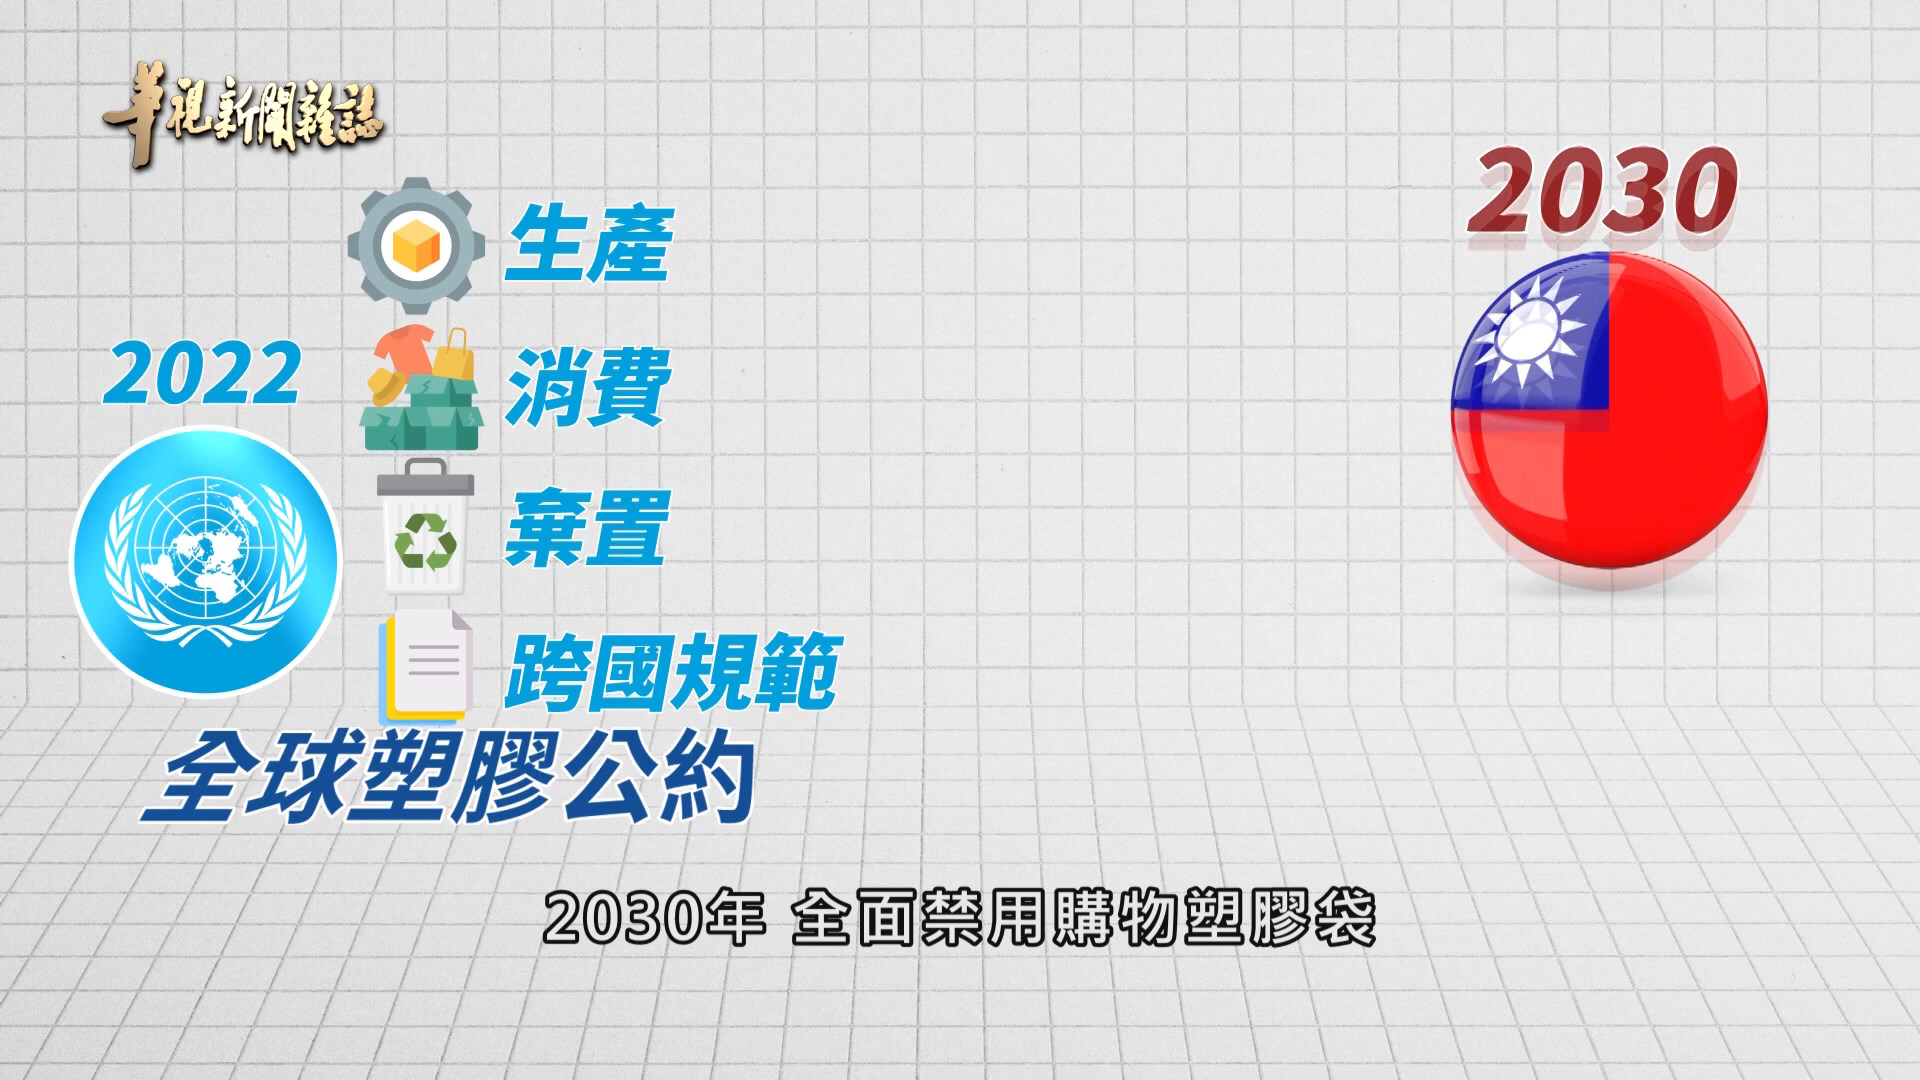 華視新聞雜誌
2030
生產
2022
消費
棄置
跨國規範
全球塑膠公約
2030年 全面禁用購物塑膠袋